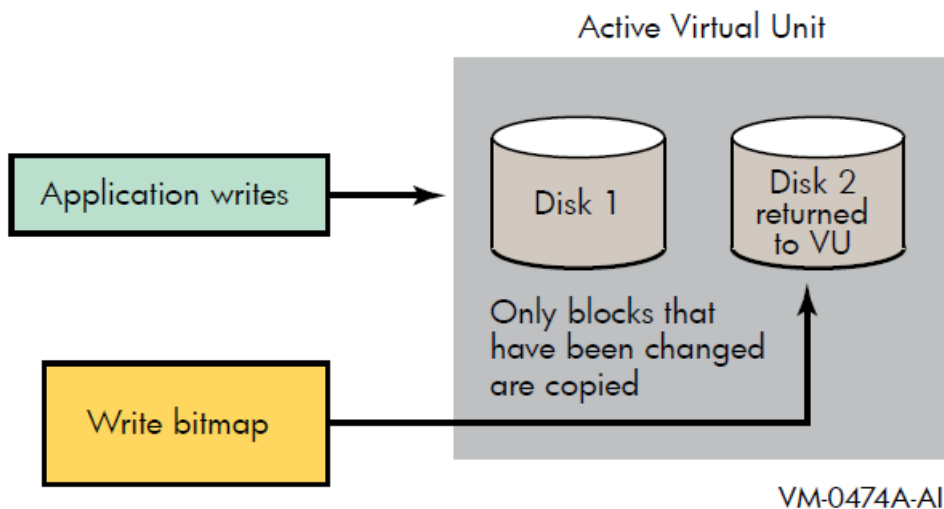 Active Virtual Unit
Application writes
Disk 1
Disk 2
returned
to VU
Only blocks that
have been changed
are copied
Write bitmap
VM-0474A-AI